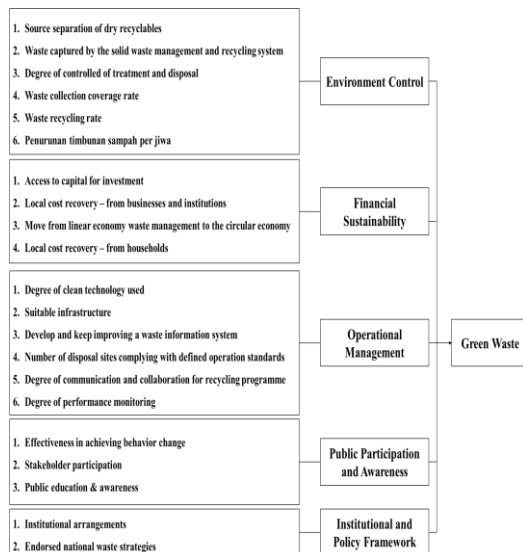 1. Source separation of dry recyclables
2. Waste captured by the solid waste management and recycling system
3. Degree of controlled of treatment and disposal
4. Waste collection coverage rate
5. Waste recycling rate
6. Penurunan timbunan sampah per jiwa
Environment Control
1. Access to capital for investment
2. Local cost recovery – from businesses and institutions
3. Move from linear economy waste management to the circular economy
4. Local cost recovery – from households
Financial
Sustainability
1. Degree of clean technology used
2. Suitable infrastructure
3. Develop and keep improving a waste information system
4. Number of disposal sites complying with defined operation standards
5. Degree of communication and collaboration for recycling programme
6. Degree of performance monitoring
Operational
Management
Green Waste
1. Effectiveness in achieving behavior change
2. Stakeholder participation
3. Public education & awareness
Public Participation
and Awareness
1. Institutional arrangements
2. Endorsed national waste strategies
Institutional and
Policy Framework